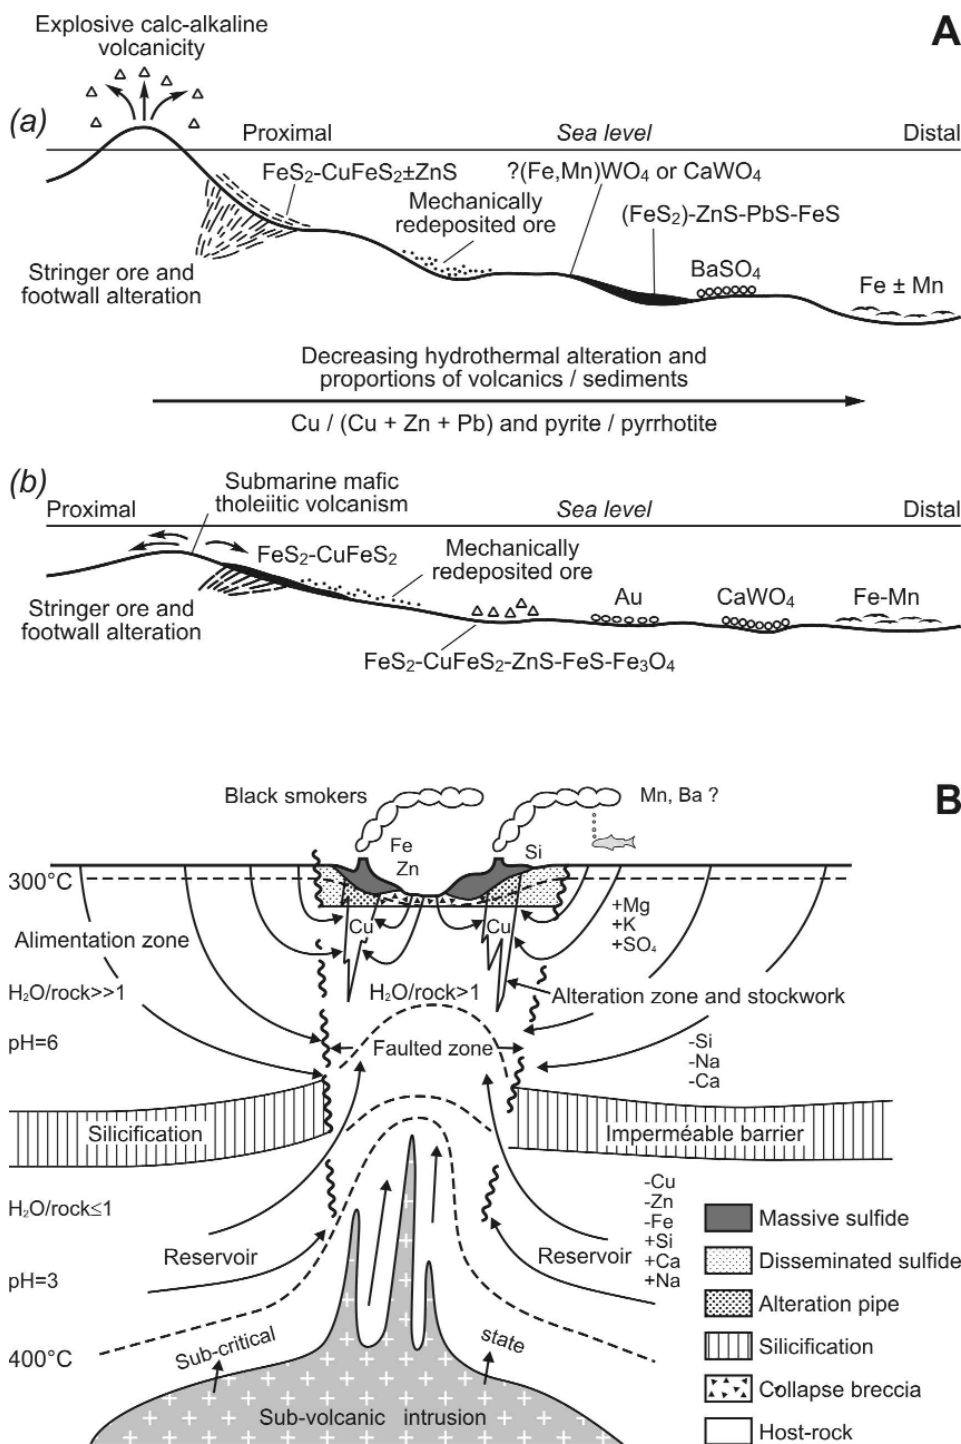 Explosive calc-alkaline
volcanicity
A
(a)
Proximal
Sea level
Distal
FeS₂-CuFeS₂±ZnS
?(Fe,Mn)WO₄ or CaWO₄
Mechanically
redeposited ore
(FeS₂)-ZnS-PbS-FeS
BaSO₄
Fe ± Mn
Stringer ore and
footwall alteration
Decreasing hydrothermal alteration and
proportions of volcanics / sediments
Cu / (Cu + Zn + Pb) and pyrite / pyrrhotite
(b)
Submarine mafic
tholeiitic volcanism
Proximal
Sea level
Distal
FeS₂-CuFeS₂
Mechanically
redeposited ore
Stringer ore and
footwall alteration
Au
CaWO₄
Fe-Mn
FeS₂-CuFeS₂-ZnS-FeS-Fe₃O₄
B
Black smokers
Mn, Ba ?
Fe
Zn
Si
300°C
Cu
Cu
+Mg
+K
+SO₄
Alimentation zone
H₂O/rock>>1
H₂O/rock>1
Alteration zone and stockwork
pH=6
Faulted zone
-Si
-Na
-Ca
Silicification
Imperméable barrier
H₂O/rock≤1
-Cu
-Zn
-Fe
+Si
+Ca
+Na
Reservoir
Reservoir
pH=3
400°C
Sub-critical
state
Sub-volcanic intrusion
Massive sulfide
Disseminated sulfide
Alteration pipe
Silicification
Collapse breccia
Host-rock